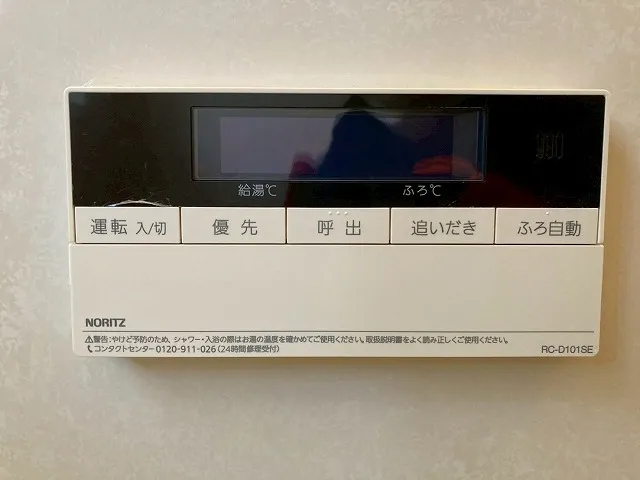 給湯℃ ふろ℃
運転 入/切 優先 呼出 追いだき ふろ自動
NORITZ
⚠警告:やけど予防のため、シャワー・入浴の際はお湯の温度を確かめてご使用ください。取扱説明書をよく読み正しくご使用ください。
コンタクトセンター 0120-911-026(24時間修理受付) RC-D101SE